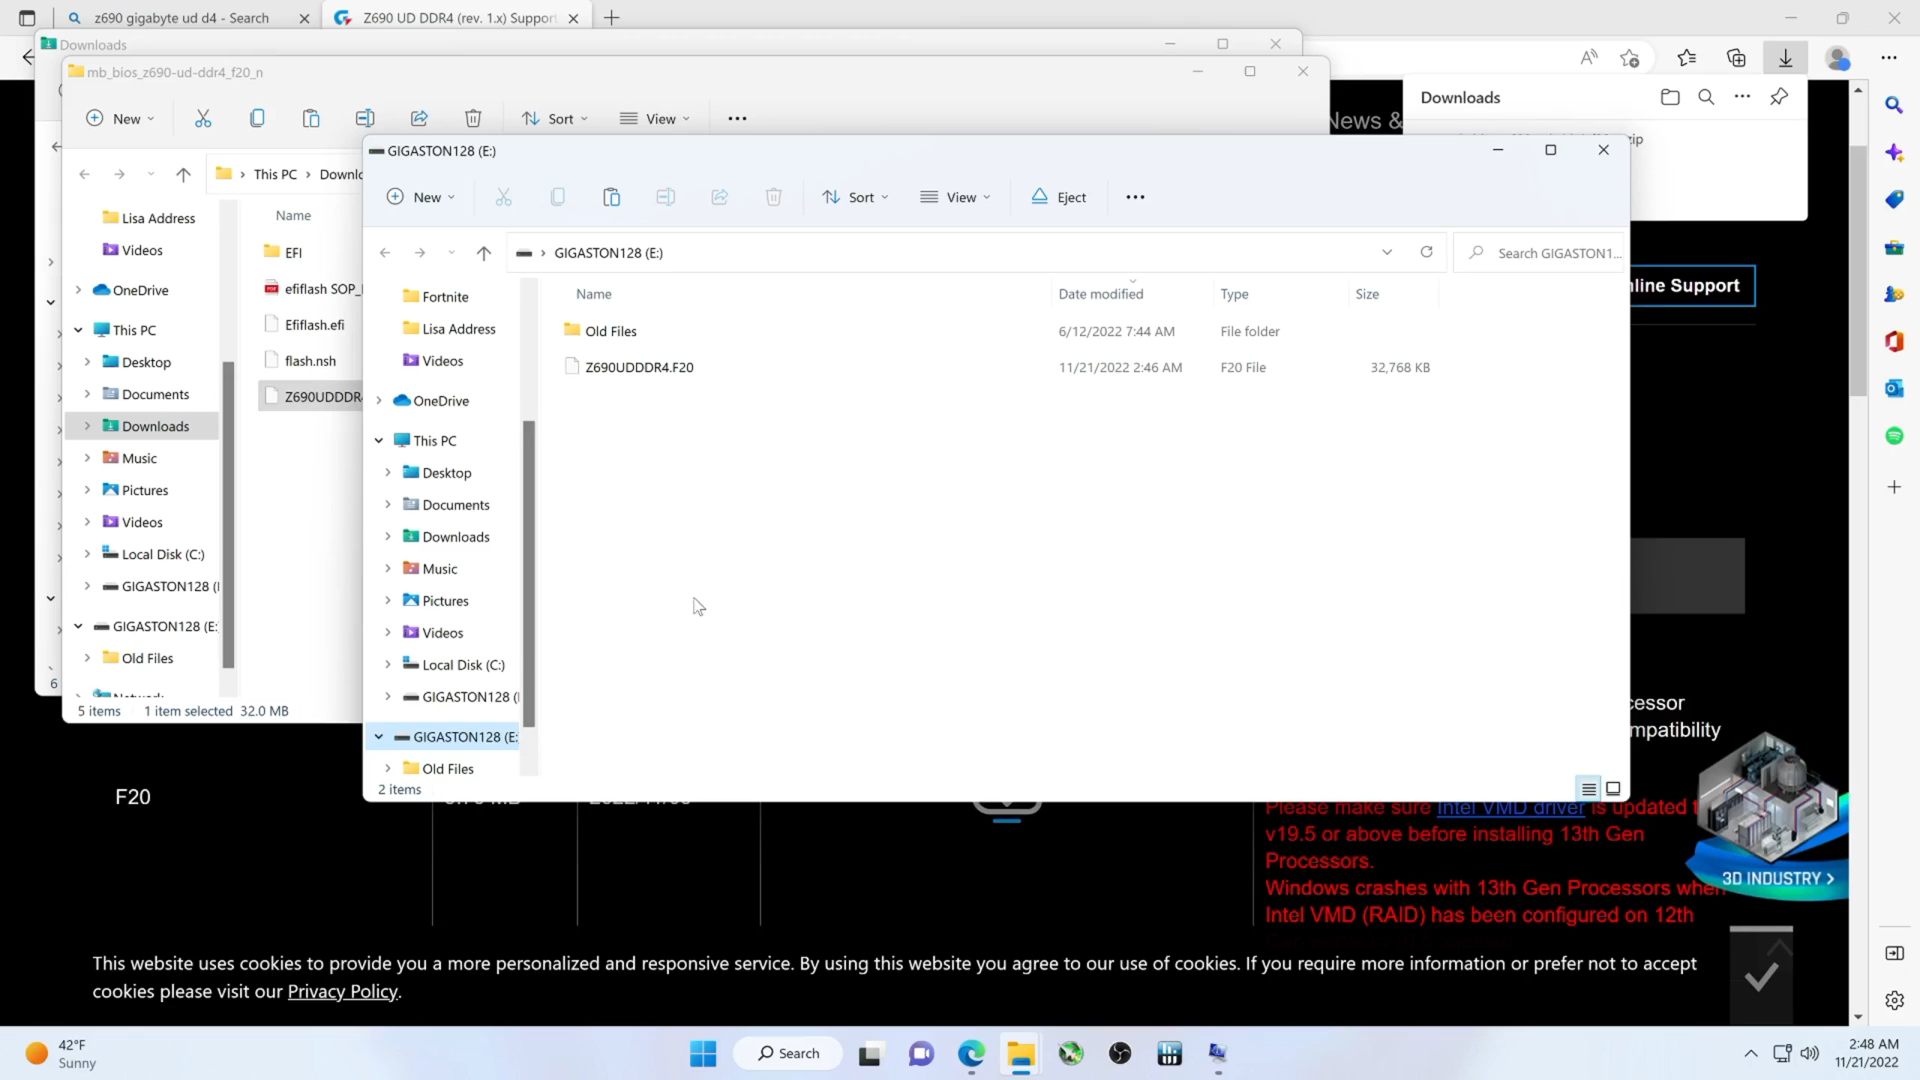 z690 gigabyte ud d4 - Search
Z690 UD DDR4 (rev. 1.x) Suppor
Downloads
mb_bios_z690-ud-ddr4_f20_n
New
Sort
View
This PC
Lisa Address
Videos
OneDrive
This PC
Desktop
Documents
Downloads
Music
Pictures
Videos
Local Disk (C:)
GIGASTON128 (
GIGASTON128 (E:
Old Files
Name
EFI
efiflash SOP_
Efiflash.efi
flash.nsh
Z690UDDDR
6
5 items 1 item selected 32.0 MB
Downloads
zip
News &
GIGASTON128 (E:)
New
Sort
View
Eject
GIGASTON128 (E:)
Search GIGASTON1...
Fortnite
Lisa Address
Videos
OneDrive
This PC
Desktop
Documents
Downloads
Music
Pictures
Videos
Local Disk (C:)
GIGASTON128 (
GIGASTON128 (E:
Old Files
Name Date modified Type Size
Old Files 6/12/2022 7:44 AM File folder
Z690UDDDR4.F20 11/21/2022 2:46 AM F20 File 32,768 KB
2 items
line Support
cessor
mpatibility
F20
Please make sure Intel VMD driver is updated t
v19.5 or above before installing 13th Gen
Processors.
Windows crashes with 13th Gen Processors when
Intel VMD (RAID) has been configured on 12th
3D INDUSTRY >
This website uses cookies to provide you a more personalized and responsive service. By using this website you agree to our use of cookies. If you require more information or prefer not to accept
cookies please visit our Privacy Policy.
42°F
Sunny
Search
2:48 AM
11/21/2022